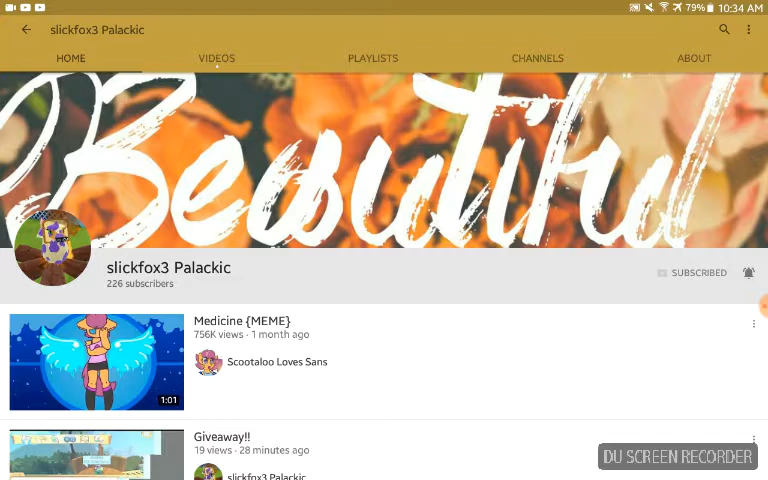 79% 10:34 AM
slickfox3 Palackic
HOME VIDEOS PLAYLISTS CHANNELS ABOUT
Beautiful
slickfox3 Palackic
226 subscribers
SUBSCRIBED
Medicine {MEME}
756K views · 1 month ago
Scootaloo Loves Sans
1:01
Giveaway!!
19 views · 28 minutes ago
slickfox3 Palackic
DU SCREEN RECORDER